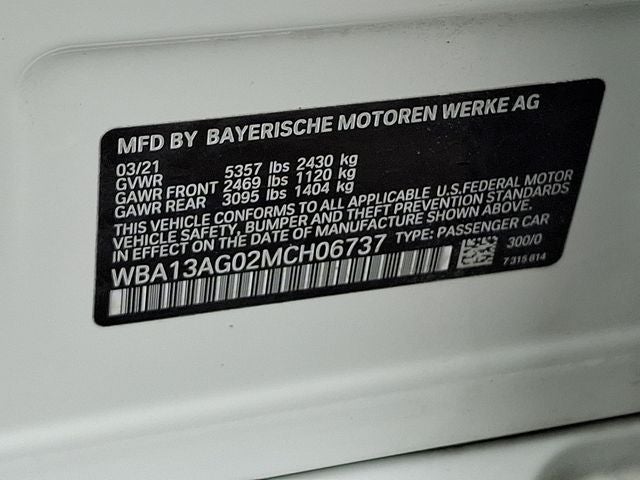 MFD BY BAYERISCHE MOTOREN WERKE AG
03/21
GVWR 5357 lbs 2430 kg
GAWR FRONT 2469 lbs 1120 kg
GAWR REAR 3095 lbs 1404 kg
THIS VEHICLE CONFORMS TO ALL APPLICABLE U.S.FEDERAL MOTOR
VEHICLE SAFETY, BUMPER AND THEFT PREVENTION STANDARDS
IN EFFECT ON THE DATE OF MANUFACTURE SHOWN ABOVE.
WBA13AG02MCH06737 TYPE: PASSENGER CAR
300/0
7 315 614